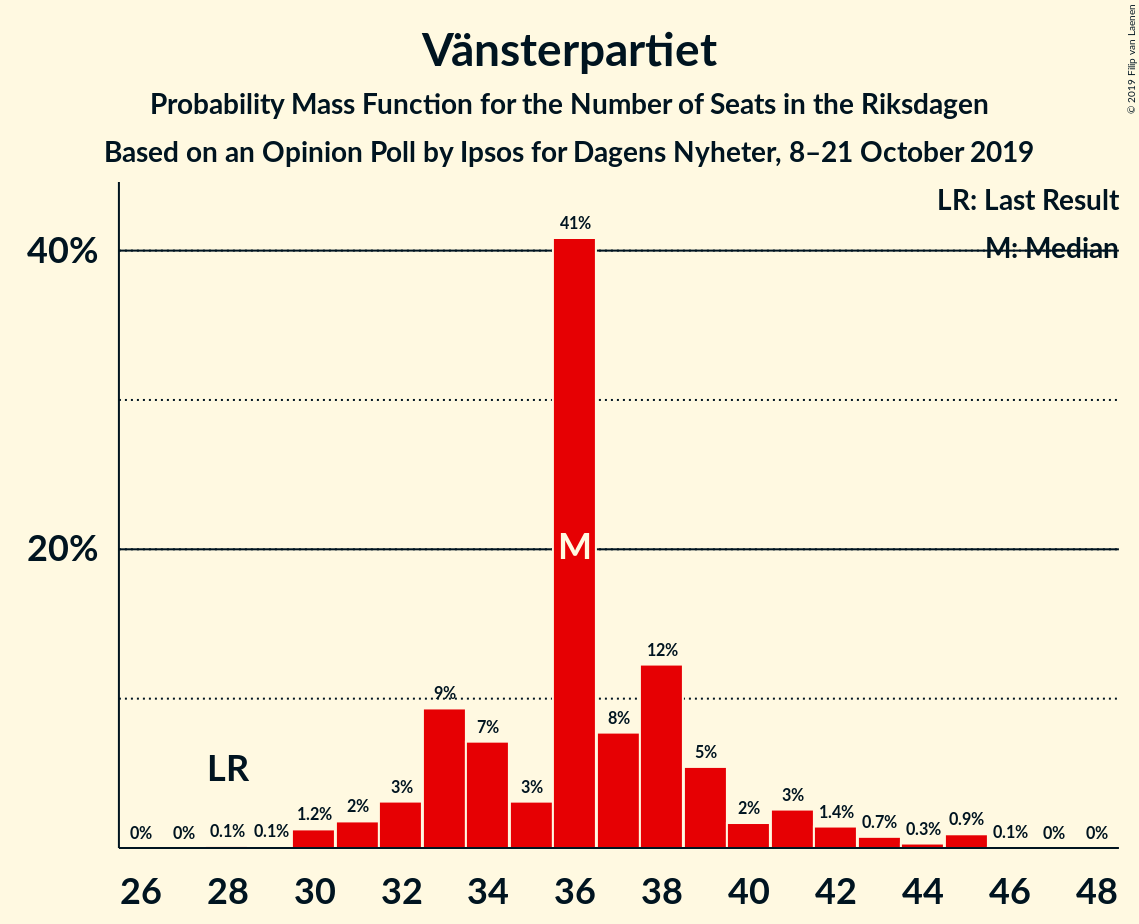 Vänsterpartiet
Probability Mass Function for the Number of Seats in the Riksdagen
Based on an Opinion Poll by Ipsos for Dagens Nyheter, 8–21 October 2019
© 2019 Filip van Laenen
LR: Last Result
M: Median
40%
20%
41%
M
12%
9%
8%
7%
5%
LR
0% 0% 0.1% 0.1% 1.2% 2% 3% 3% 2% 3% 1.4% 0.7% 0.3% 0.9% 0.1% 0% 0%
26 28 30 32 34 36 38 40 42 44 46 48